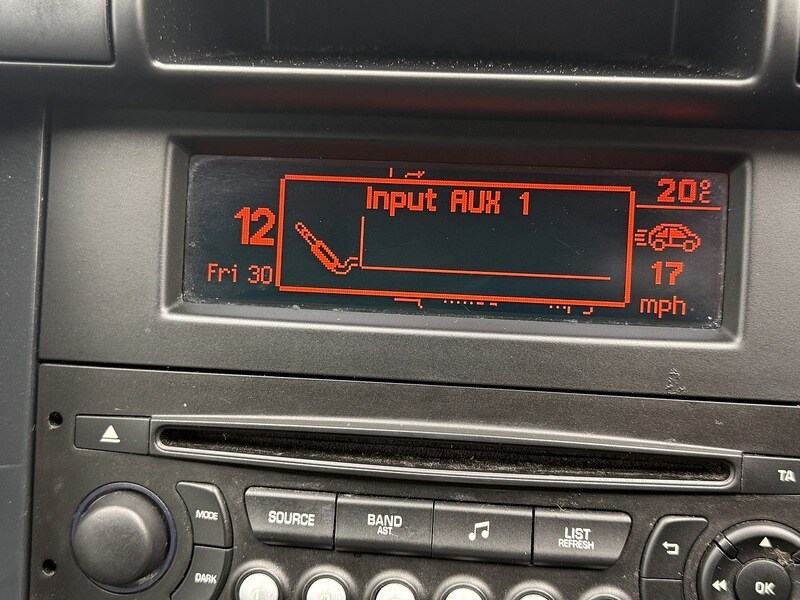 Input AUX 1
20°C
12
Fri 30
17
mph
TA
MODE
SOURCE
BAND
AST.
LIST
REFRESH
DARK
OK